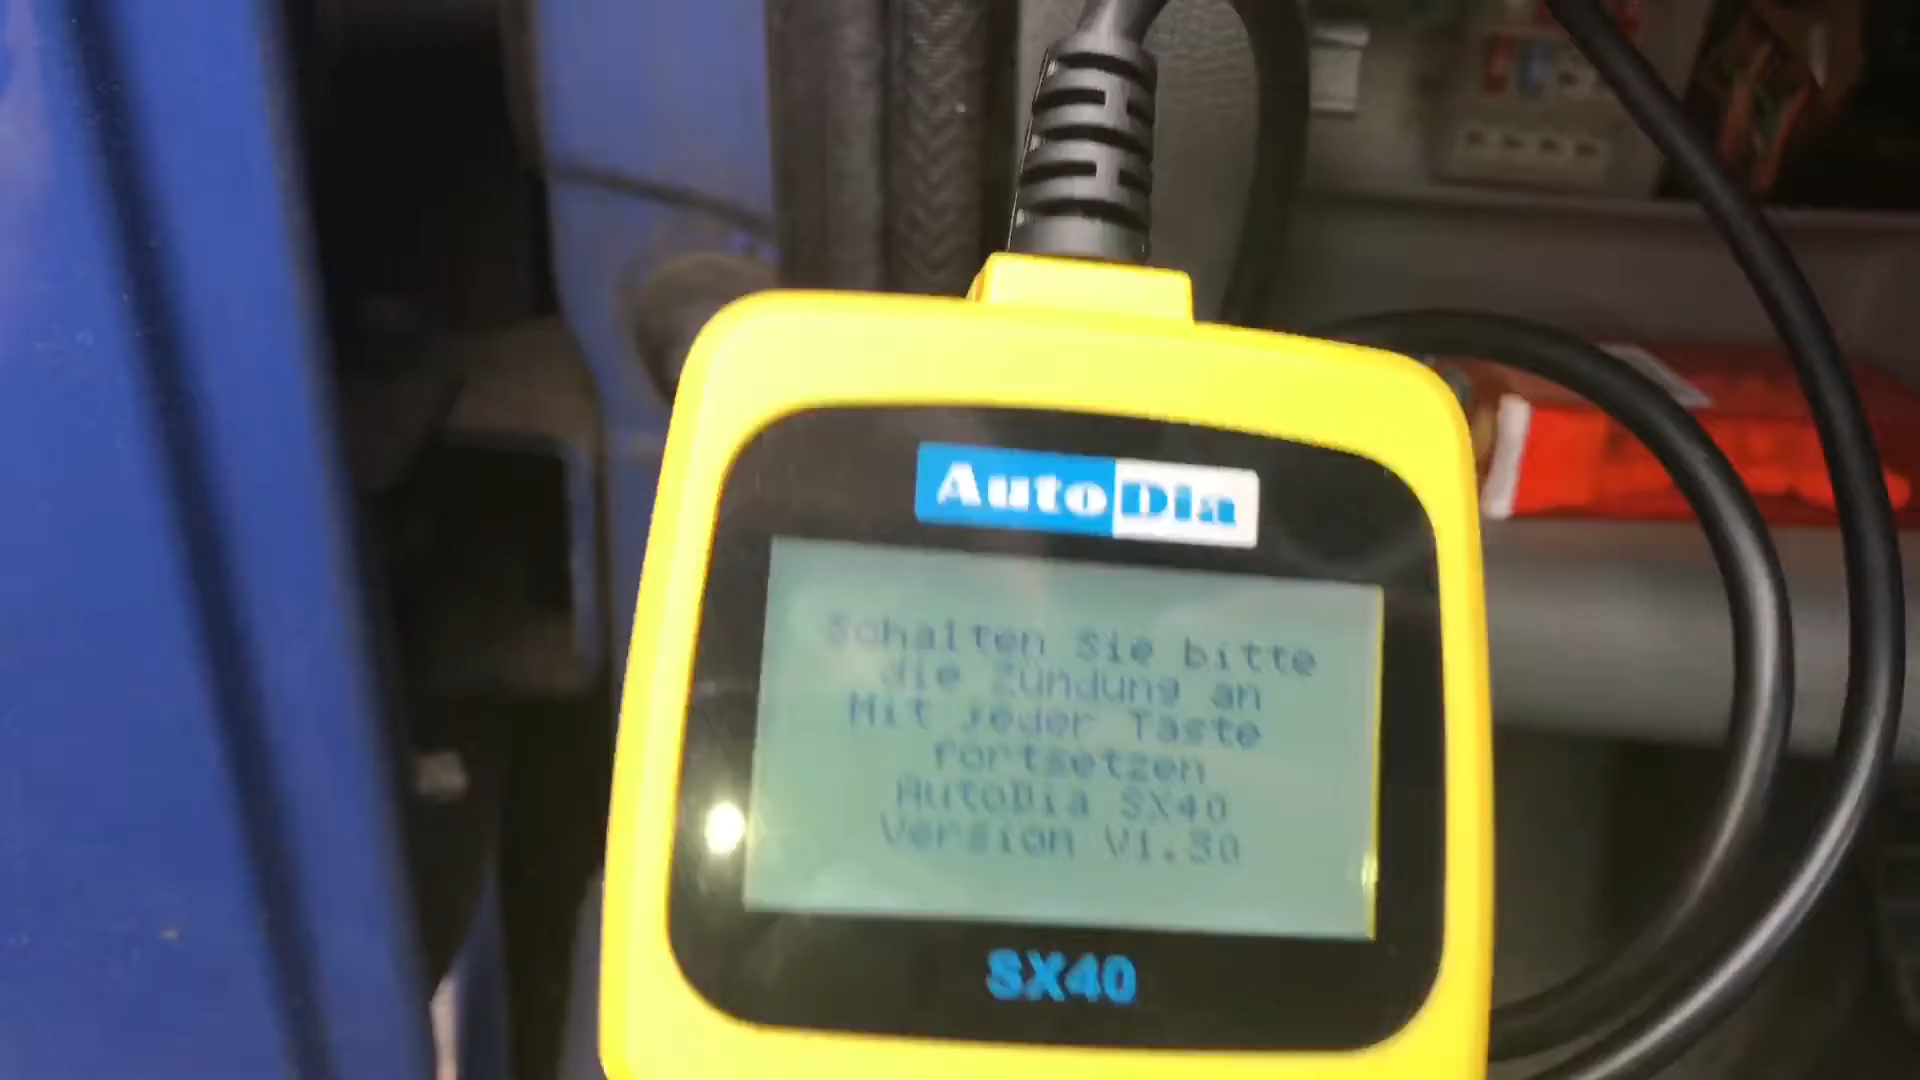 AutoDia
Schalten Sie bitte
die Zündung an
Mit jeder Taste
fortsetzen
AutoDia SX40
Version V1.30
SX40